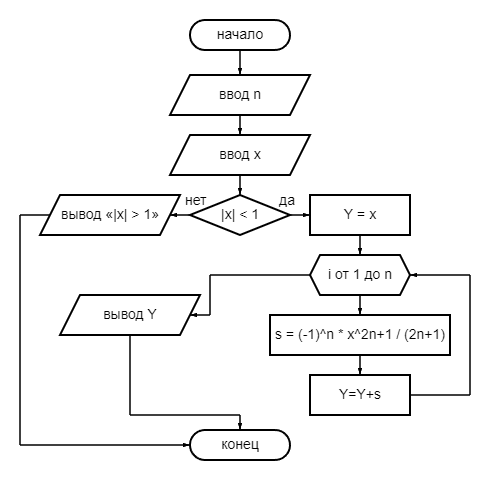 начало
ввод n
ввод x
нет
да
вывод «|x| > 1»
|x| < 1
Y = x
i от 1 до n
вывод Y
s = (-1)^n * x^2n+1 / (2n+1)
Y=Y+s
конец